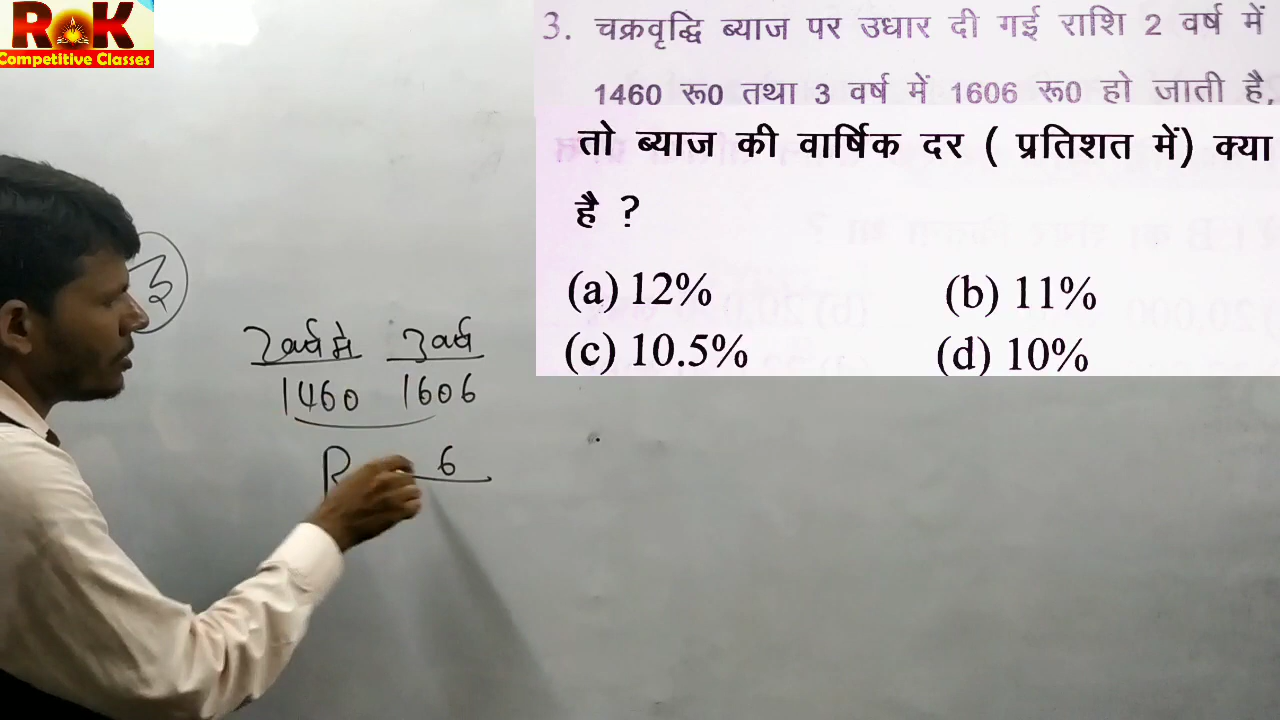 RK
Competitive Classes
3. चक्रवृद्धि ब्याज पर उधार दी गई राशि 2 वर्ष में
1460 रू0 तथा 3 वर्ष में 1606 रू0 हो जाती है,
तो ब्याज की वार्षिक दर ( प्रतिशत में) क्या
है ?
(a) 12% (b) 11%
(c) 10.5% (d) 10%
3
2 वर्ष मे 3 वर्ष
1460 1606
R 6